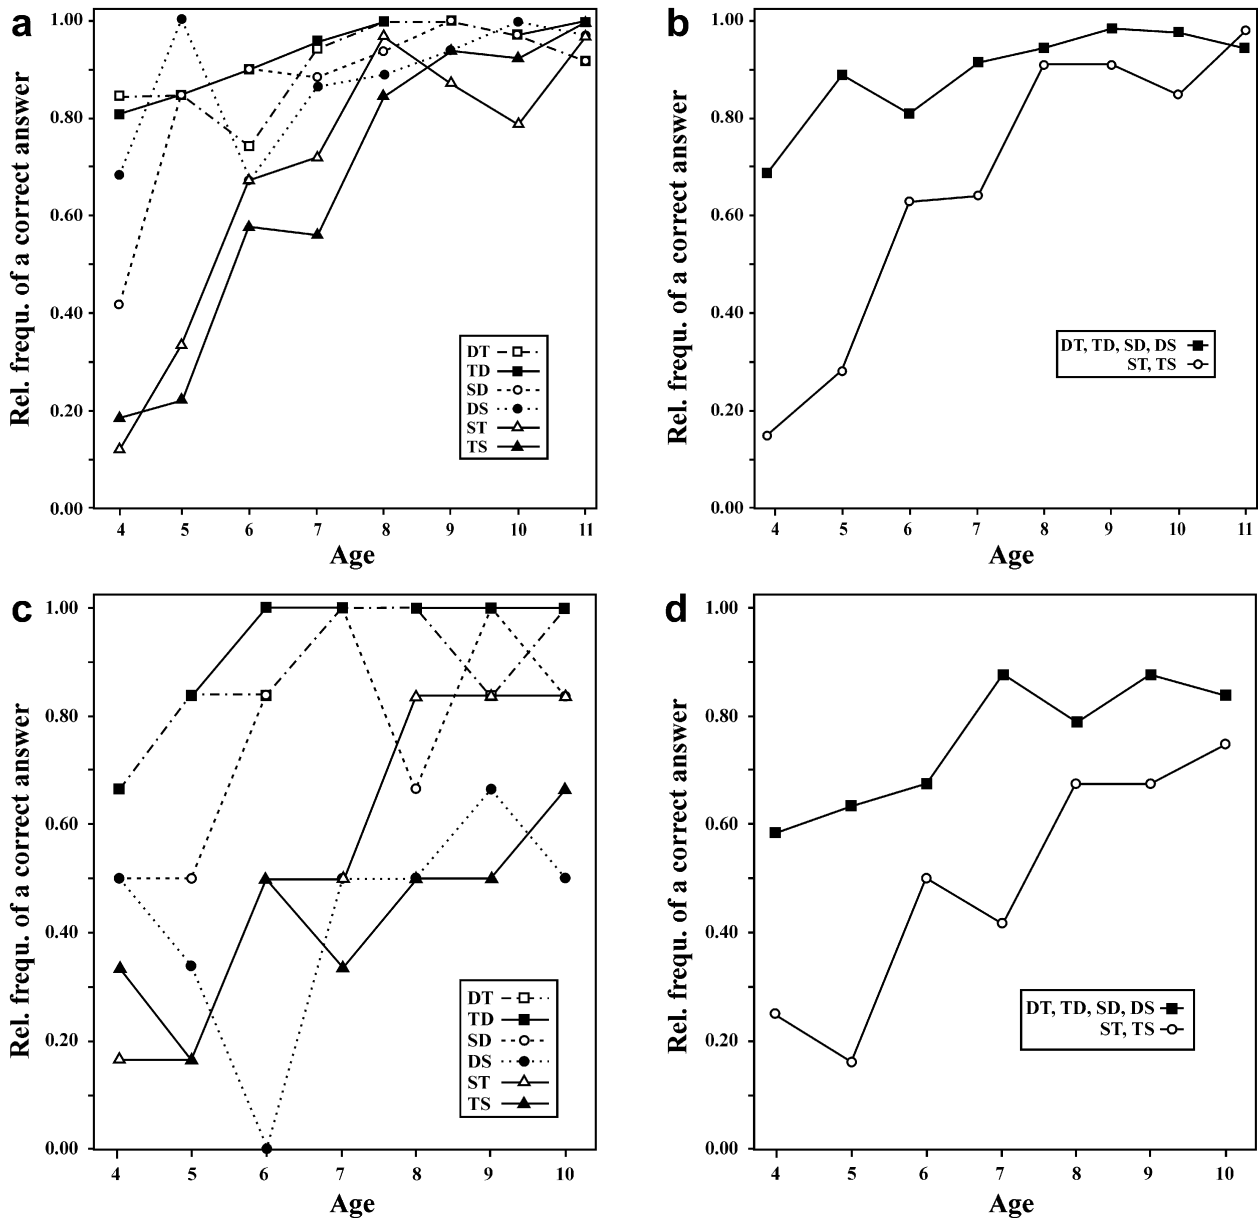 a
Rel. frequ. of a correct answer
1.00
0.80
0.60
0.40
0.20
0.00
DT
TD
SD
DS
ST
TS
4 5 6 7 8 9 10 11
Age
b
Rel. frequ. of a correct answer
1.00
0.80
0.60
0.40
0.20
0.00
DT, TD, SD, DS
ST, TS
4 5 6 7 8 9 10 11
Age
c
Rel. frequ. of a correct answer
1.00
0.80
0.60
0.40
0.20
0.00
DT
TD
SD
DS
ST
TS
4 5 6 7 8 9 10
Age
d
Rel. frequ. of a correct answer
1.00
0.80
0.60
0.40
0.20
0.00
DT, TD, SD, DS
ST, TS
4 5 6 7 8 9 10
Age